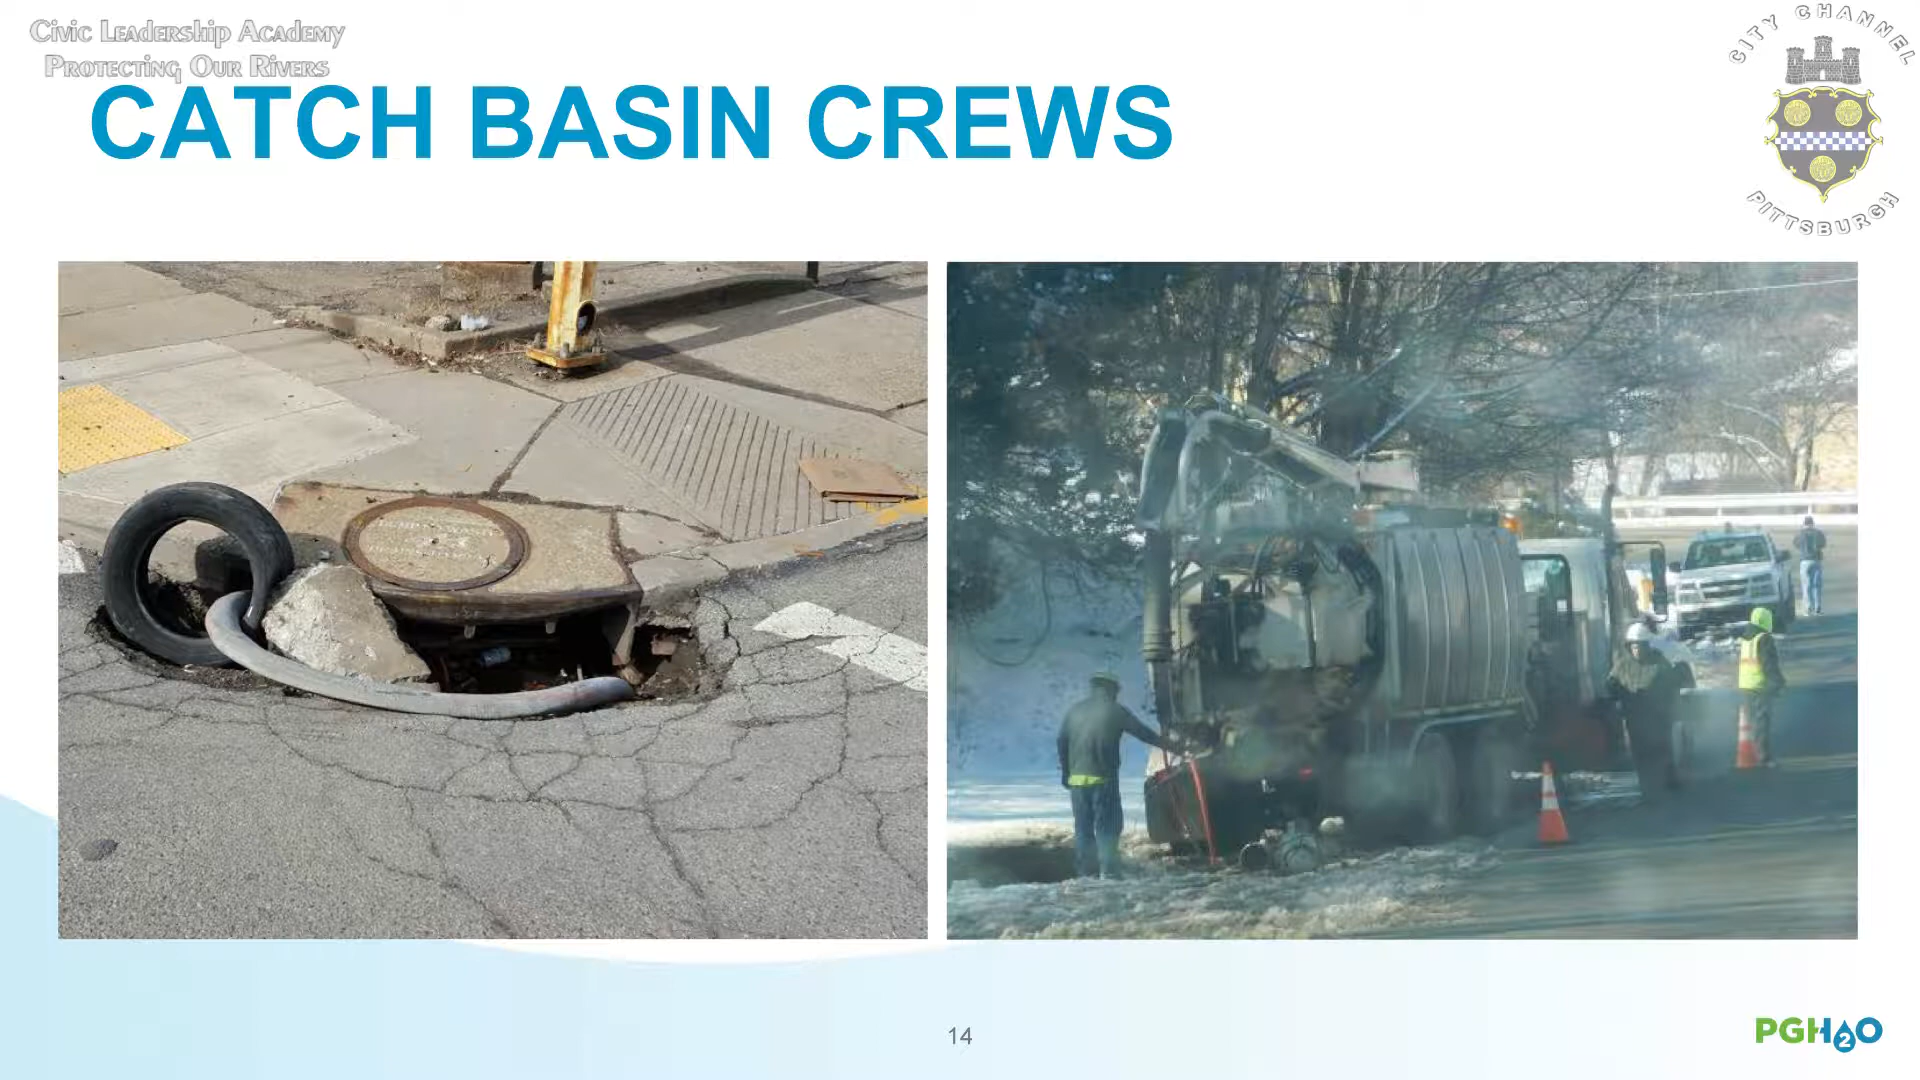 Civic Leadership Academy
Protecting Our Rivers
CITY CHANNEL
PITTSBURGH
CATCH BASIN CREWS
14
PGH2O